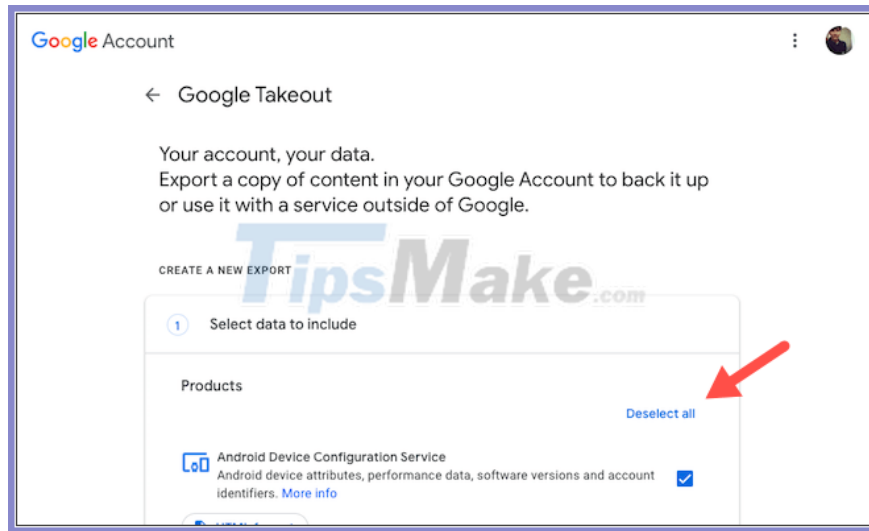 Google Account
Google Takeout
Your account, your data.
Export a copy of content in your Google Account to back it up
or use it with a service outside of Google.
TipsMake.com
CREATE A NEW EXPORT
1 Select data to include
Products
Deselect all
Android Device Configuration Service
Android device attributes, performance data, software versions and account
identifiers. More info